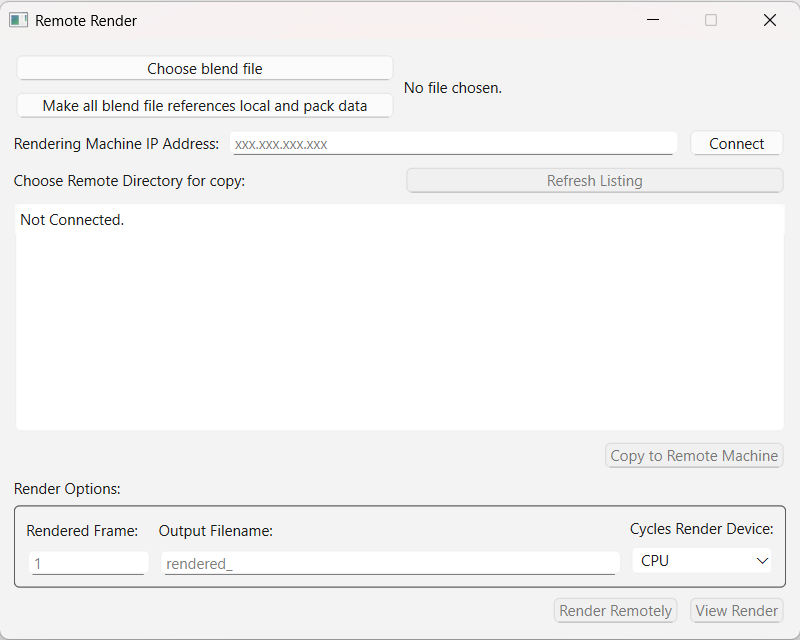 Remote Render
Choose blend file
No file chosen.
Make all blend file references local and pack data
Rendering Machine IP Address: xxx.xxx.xxx.xxx Connect
Choose Remote Directory for copy: Refresh Listing
Not Connected.
Copy to Remote Machine
Render Options:
Rendered Frame: Output Filename: Cycles Render Device:
1 rendered_ CPU
Render Remotely View Render